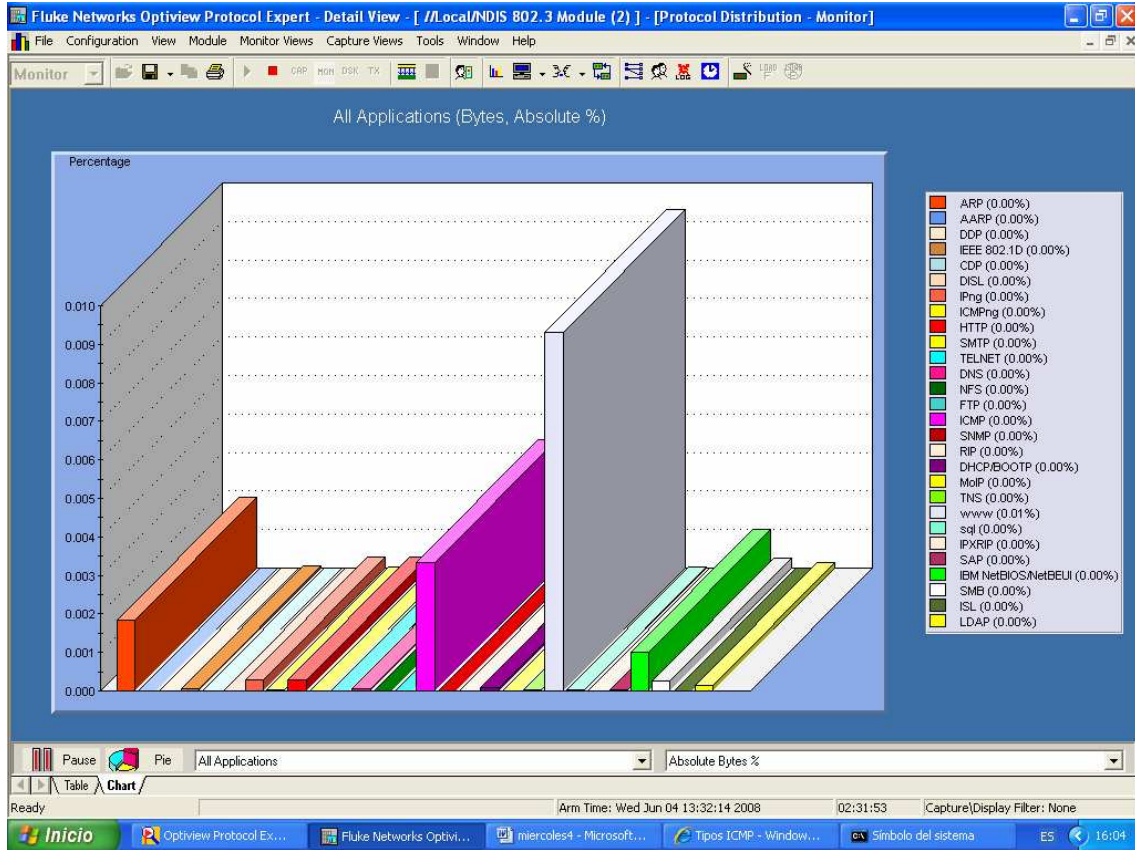 Fluke Networks Optiview Protocol Expert - Detail View - [ //Local/NDIS 802.3 Module (2) ] - [Protocol Distribution - Monitor]
File Configuration View Module Monitor Views Capture Views Tools Window Help
Monitor CAP MON DSK TX
All Applications (Bytes, Absolute %)
Percentage
0.010
0.009
0.008
0.007
0.006
0.005
0.004
0.003
0.002
0.001
0.000
ARP (0.00%)
AARP (0.00%)
DDP (0.00%)
IEEE 802.1D (0.00%)
CDP (0.00%)
DISL (0.00%)
IPng (0.00%)
ICMPng (0.00%)
HTTP (0.00%)
SMTP (0.00%)
TELNET (0.00%)
DNS (0.00%)
NFS (0.00%)
FTP (0.00%)
ICMP (0.00%)
SNMP (0.00%)
RIP (0.00%)
DHCP/BOOTP (0.00%)
MoIP (0.00%)
TNS (0.00%)
www (0.01%)
sql (0.00%)
IPXRIP (0.00%)
SAP (0.00%)
IBM NetBIOS/NetBEUI (0.00%)
SMB (0.00%)
ISL (0.00%)
LDAP (0.00%)
Pause Pie All Applications Absolute Bytes %
Table Chart
Ready Arm Time: Wed Jun 04 13:32:14 2008 02:31:53 Capture\Display Filter: None
Inicio Optiview Protocol Ex... Fluke Networks Optivi... miercoles4 - Microsoft... Tipos ICMP - Window... Símbolo del sistema ES 16:04